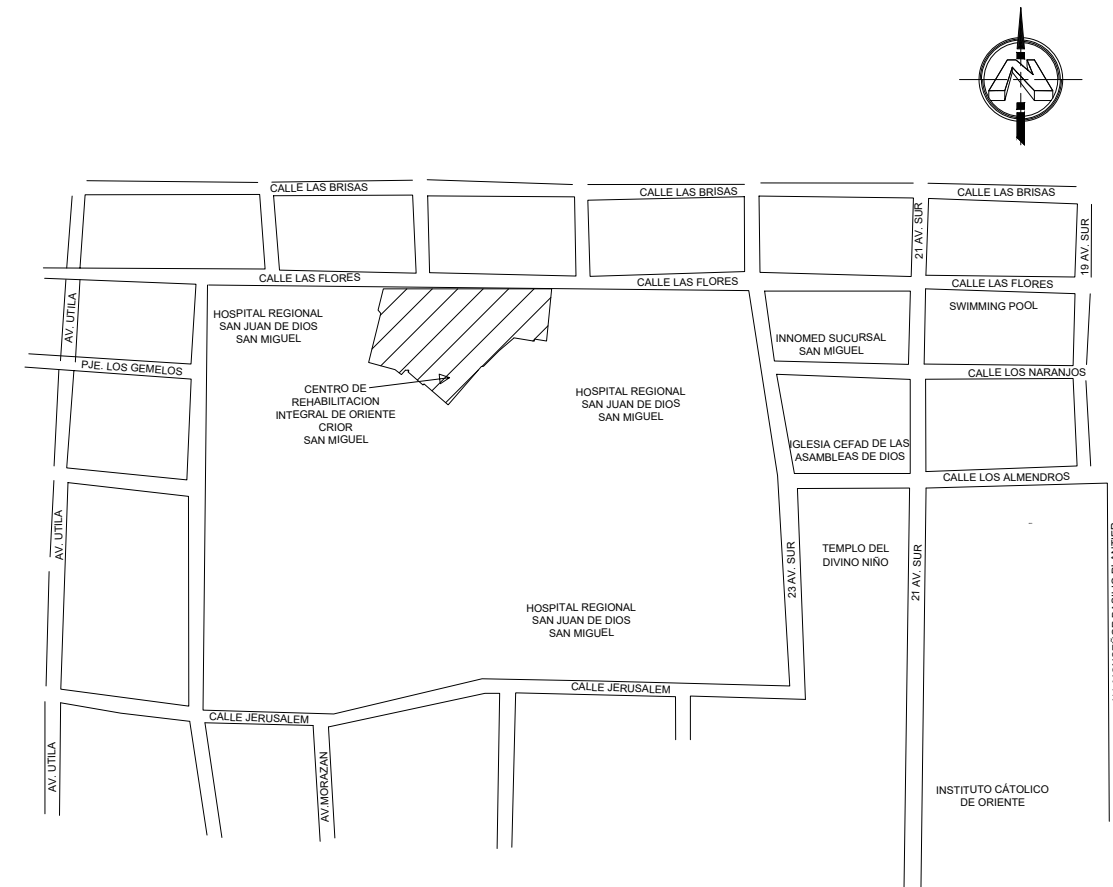 N
CALLE LAS BRISAS
CALLE LAS BRISAS
CALLE LAS BRISAS
21 AV. SUR
19 AV. SUR
CALLE LAS FLORES
CALLE LAS FLORES
CALLE LAS FLORES
AV. UTILA
HOSPITAL REGIONAL
SAN JUAN DE DIOS
SAN MIGUEL
SWIMMING POOL
INNOMED SUCURSAL
SAN MIGUEL
PJE. LOS GEMELOS
CALLE LOS NARANJOS
CENTRO DE
REHABILITACION
INTEGRAL DE ORIENTE
CRIOR
SAN MIGUEL
HOSPITAL REGIONAL
SAN JUAN DE DIOS
SAN MIGUEL
IGLESIA CEFAD DE LAS
ASAMBLEAS DE DIOS
CALLE LOS ALMENDROS
AV. UTILA
23 AV. SUR
TEMPLO DEL
DIVINO NIÑO
21 AV. SUR
HOSPITAL REGIONAL
SAN JUAN DE DIOS
SAN MIGUEL
CALLE JERUSALEM
CALLE JERUSALEM
AV. UTILA
AV.MORAZAN
INSTITUTO CÁTOLICO
DE ORIENTE